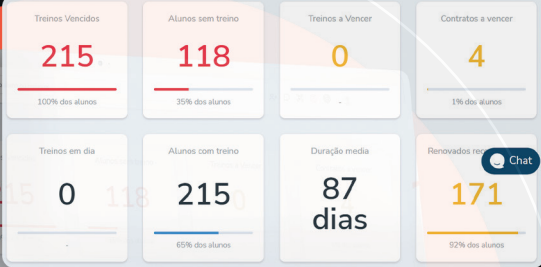 Treinos Vencidos
215
100% dos alunos
Alunos sem treino
118
35% dos alunos
Treinos a Vencer
0
-
Contratos a vencer
4
1% dos alunos
Treinos em dia
0
-
Alunos com treino
215
65% dos alunos
Duração media
87
dias
Renovados
171
92% dos alunos
Chat